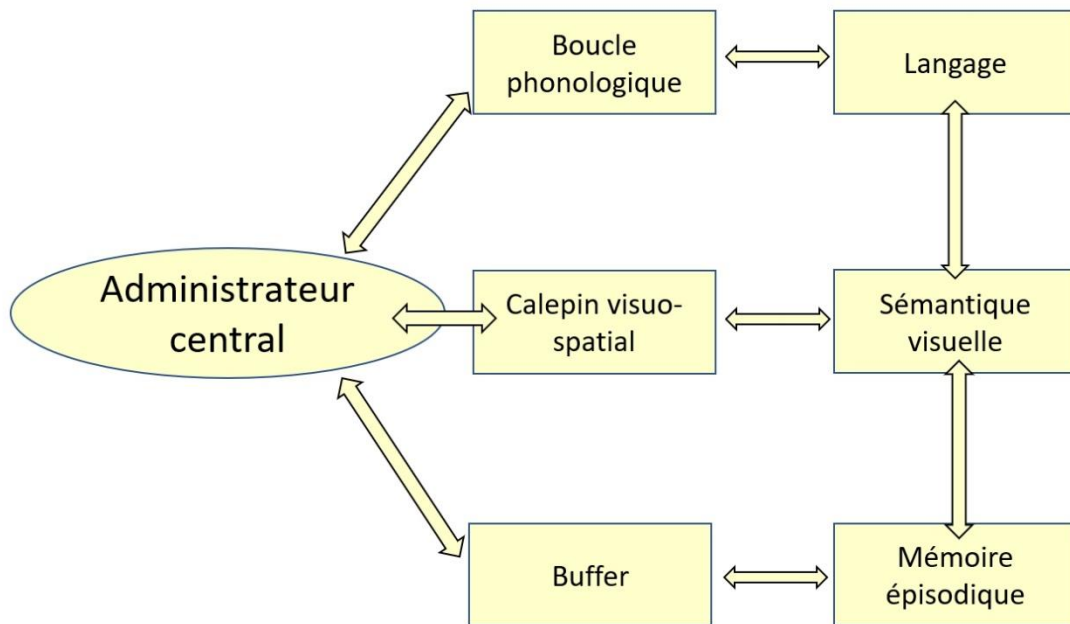 Boucle
phonologique
Langage
Administrateur
central
Calepin visuo-
spatial
Sémantique
visuelle
Buffer
Mémoire
épisodique